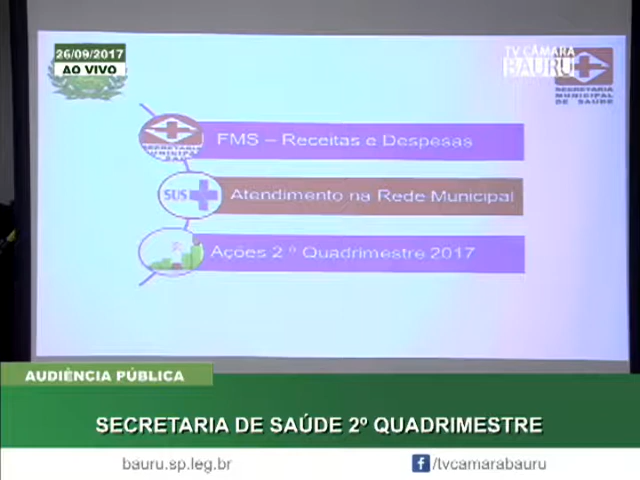 26/09/2017
AO VIVO
TV CÂMARA
BAURU
SECRETARIA
MUNICIPAL
DE SAÚDE
FMS – Receitas e Despesas
SUS
Atendimento na Rede Municipal
Ações 2 º Quadrimestre 2017
AUDIÊNCIA PÚBLICA
SECRETARIA DE SAÚDE 2º QUADRIMESTRE
bauru.sp.leg.br
/tvcamarabauru